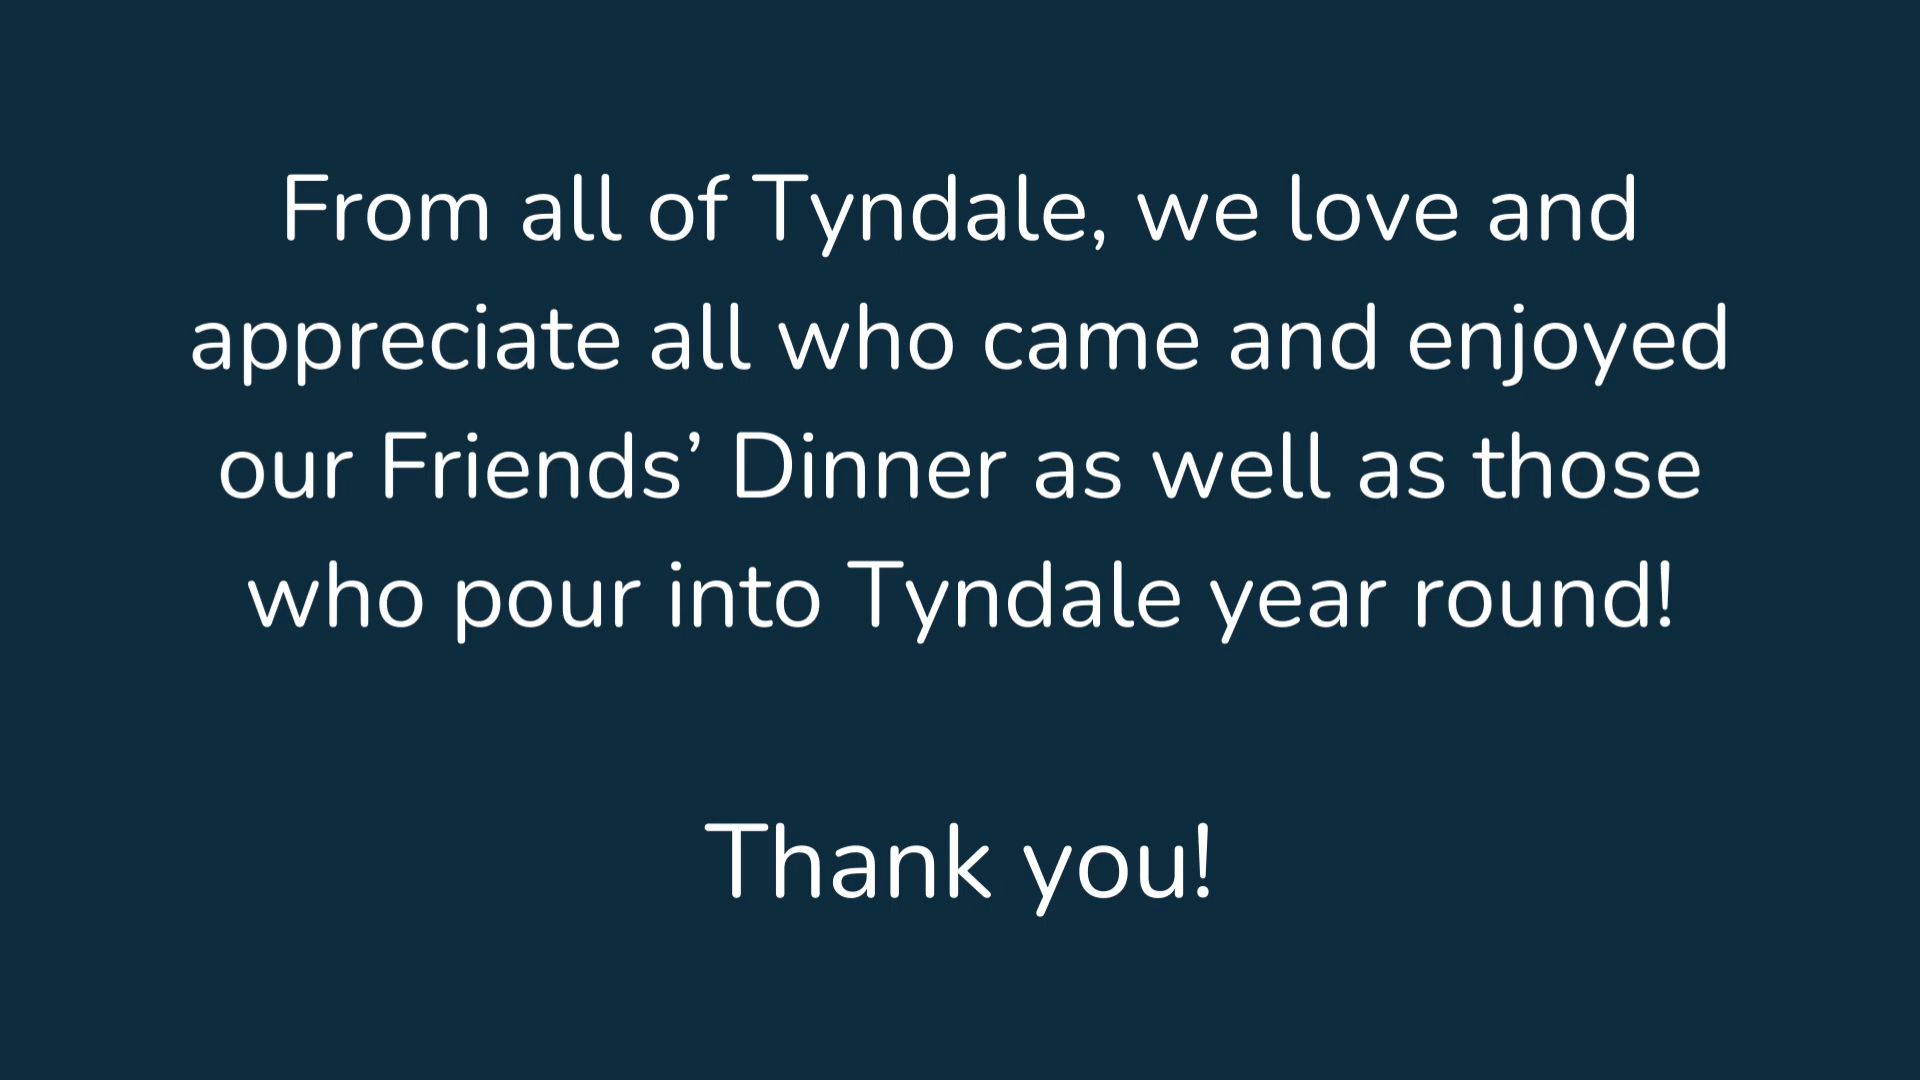 From all of Tyndale, we love and
appreciate all who came and enjoyed
our Friends’ Dinner as well as those
who pour into Tyndale year round!
Thank you!